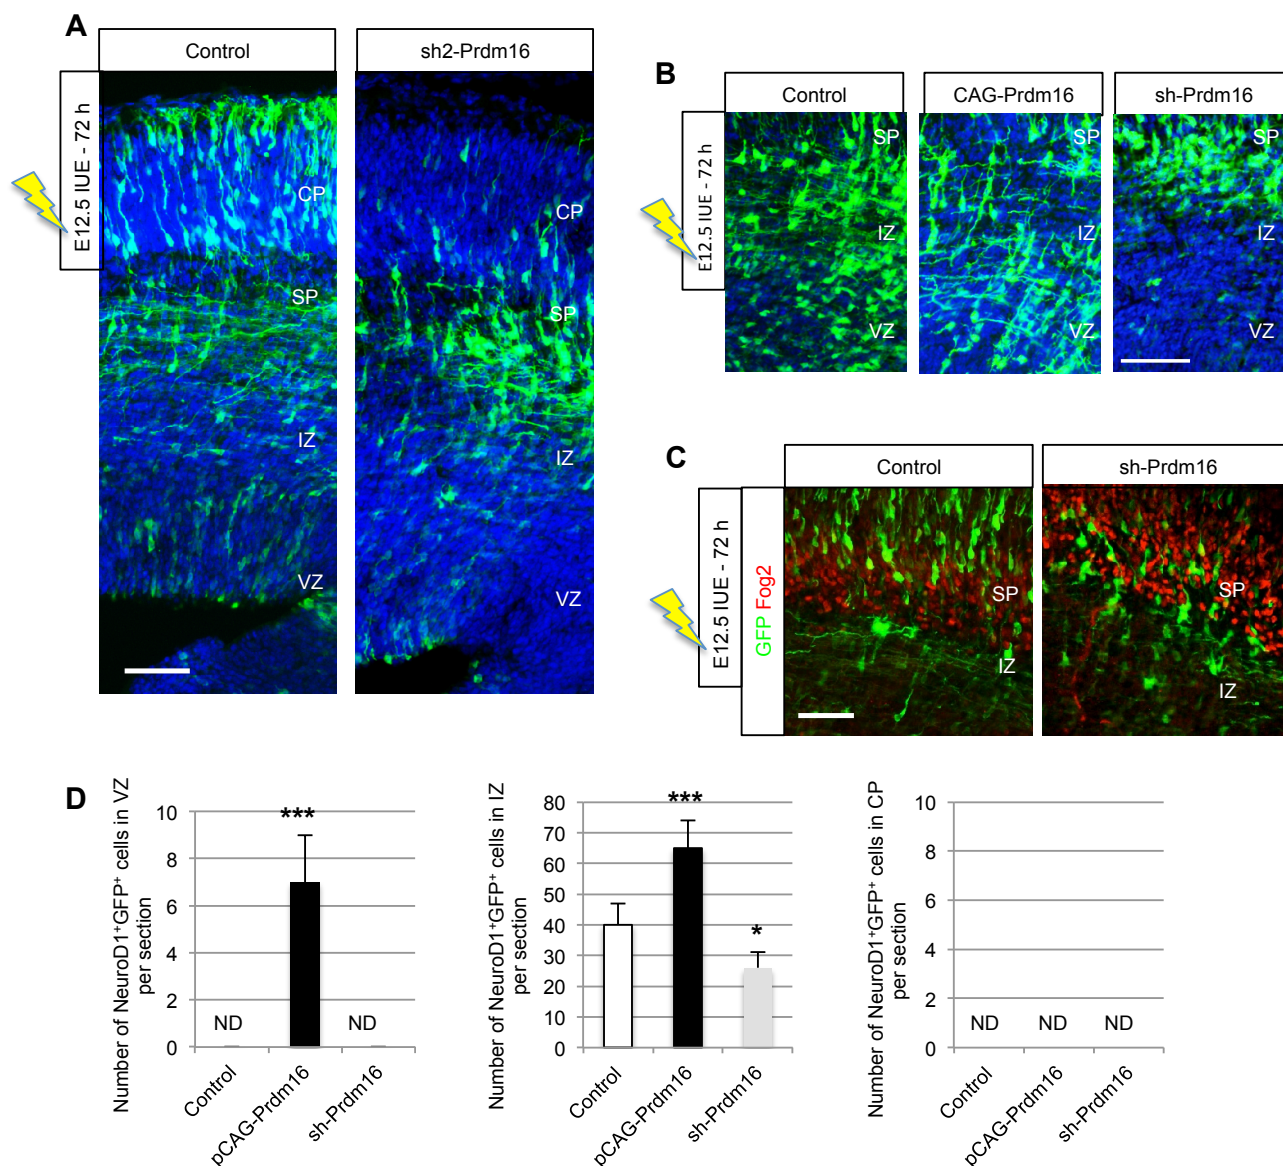 A
Control
sh2-Prdm16
E12.5 IUE - 72 h
CP
SP
IZ
VZ
CP
SP
IZ
VZ
B
Control
CAG-Prdm16
sh-Prdm16
E12.5 IUE - 72 h
SP
IZ
VZ
SP
IZ
VZ
SP
IZ
VZ
C
Control
sh-Prdm16
E12.5 IUE - 72 h
GFP Fog2
SP
IZ
SP
IZ
D
Number of NeuroD1⁺GFP⁺ cells in VZ
per section
10
8
6
4
2
0
***
ND
ND
Control
pCAG-Prdm16
sh-Prdm16
Number of NeuroD1⁺GFP⁺ cells in IZ
per section
80
70
60
50
40
30
20
10
0
***
*
Control
pCAG-Prdm16
sh-Prdm16
Number of NeuroD1⁺GFP⁺ cells in CP
per section
10
8
6
4
2
0
ND
ND
ND
Control
pCAG-Prdm16
sh-Prdm16